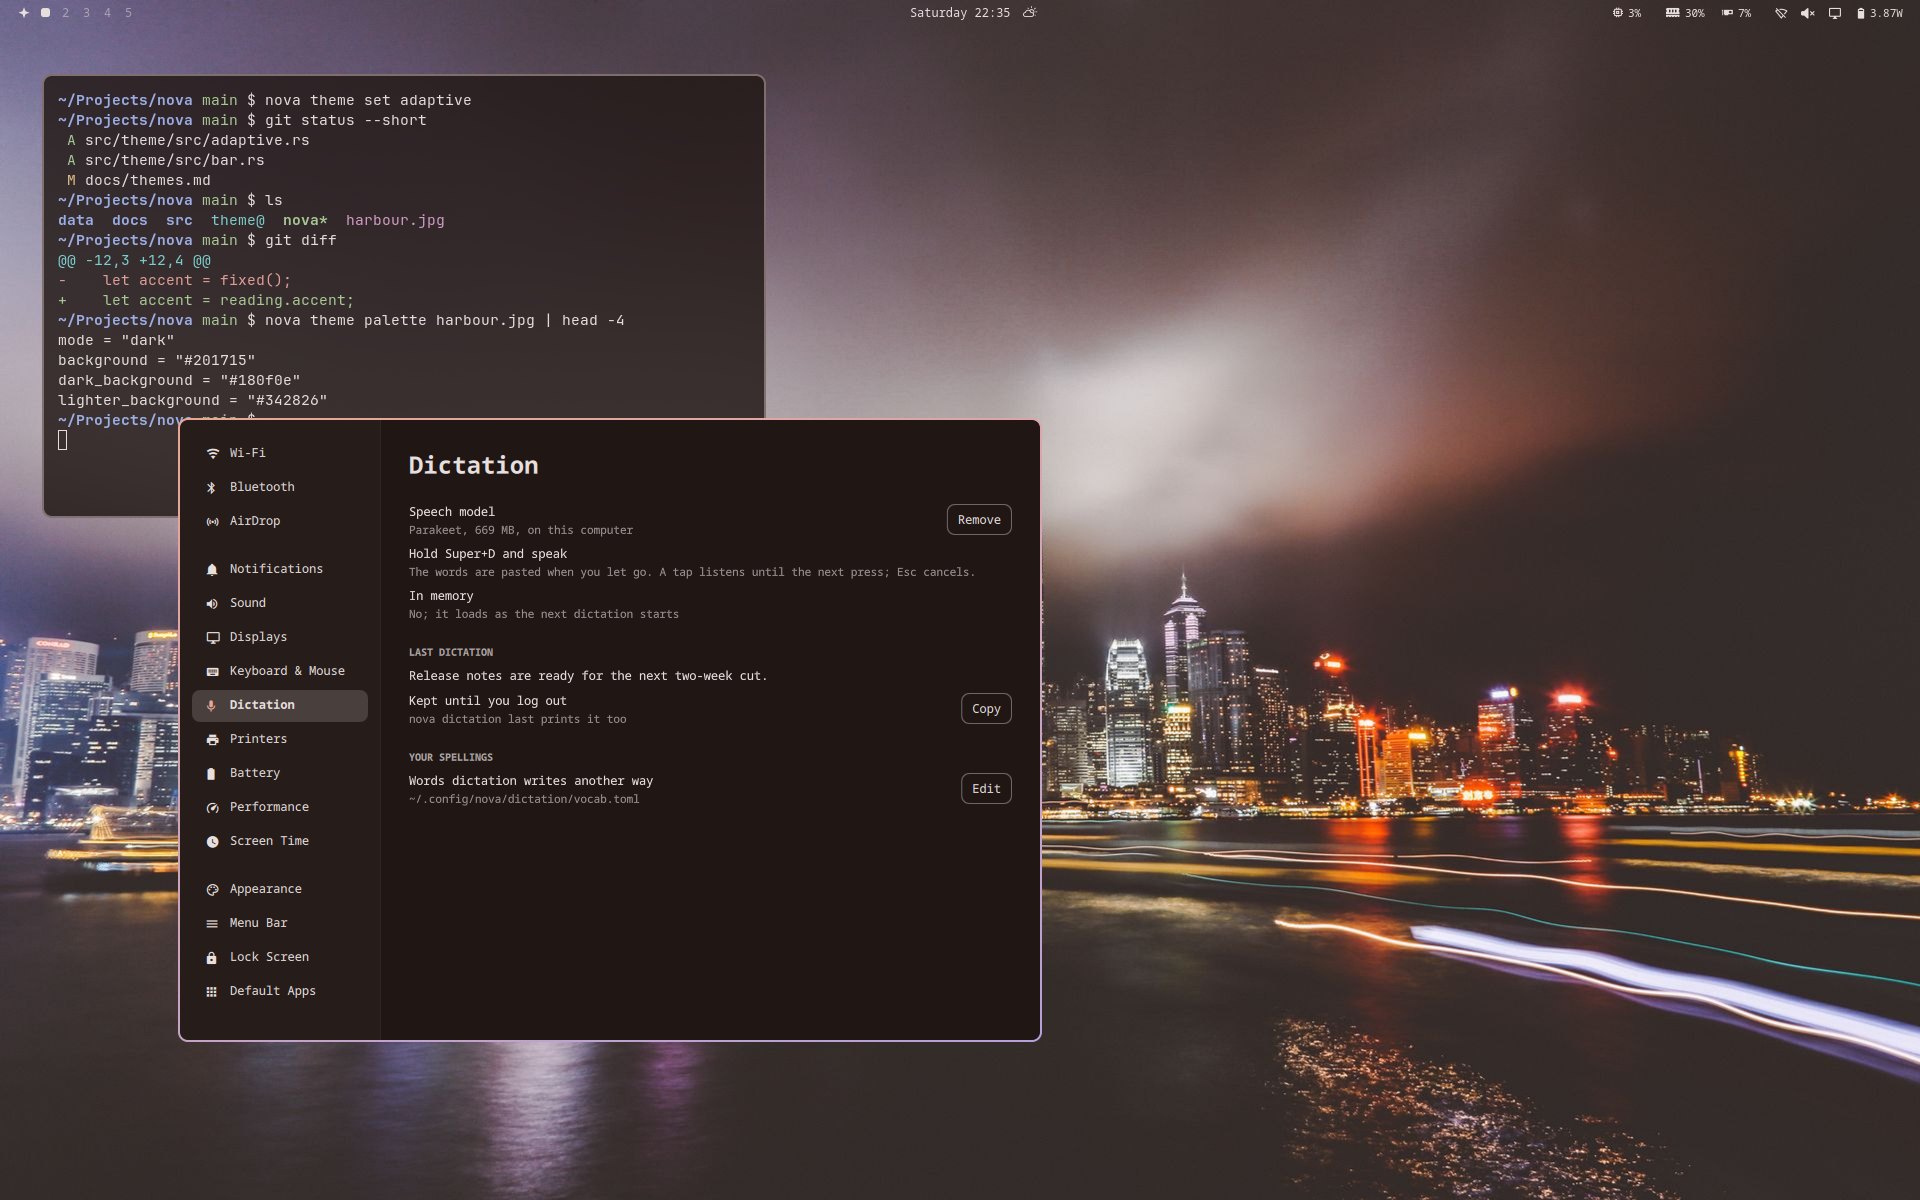 2 3 4 5
Saturday 22:35
3% 30% 7% 3.87W
~/Projects/nova main $ nova theme set adaptive
~/Projects/nova main $ git status --short
A src/theme/src/adaptive.rs
A src/theme/src/bar.rs
M docs/themes.md
~/Projects/nova main $ ls
data docs src theme@ nova* harbour.jpg
~/Projects/nova main $ git diff
@@ -12,3 +12,4 @@
-    let accent = fixed();
+    let accent = reading.accent;
~/Projects/nova main $ nova theme palette harbour.jpg | head -4
mode = "dark"
background = "#201715"
dark_background = "#180f0e"
lighter_background = "#342826"
~/Projects/nova main $
Wi-Fi
Bluetooth
AirDrop
Notifications
Sound
Displays
Keyboard & Mouse
Dictation
Printers
Battery
Performance
Screen Time
Appearance
Menu Bar
Lock Screen
Default Apps
Dictation
Speech model
Parakeet, 669 MB, on this computer
Remove
Hold Super+D and speak
The words are pasted when you let go. A tap listens until the next press; Esc cancels.
In memory
No; it loads as the next dictation starts
LAST DICTATION
Release notes are ready for the next two-week cut.
Kept until you log out
nova dictation last prints it too
Copy
YOUR SPELLINGS
Words dictation writes another way
~/.config/nova/dictation/vocab.toml
Edit
CONRAD